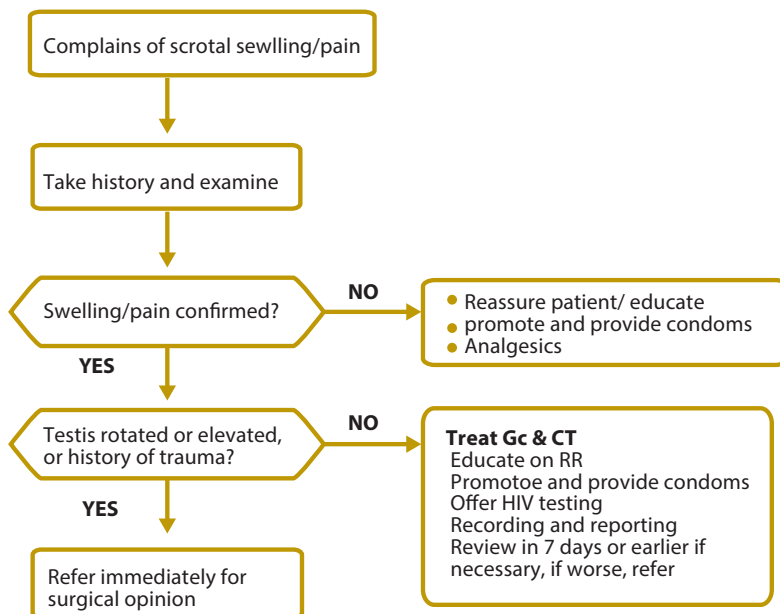 Complains of scrotal sewlling/pain
Take history and examine
Swelling/pain confirmed?
NO
Reassure patient/ educate
promote and provide condoms
Analgesics
YES
Testis rotated or elevated,
or history of trauma?
NO
Treat Gc & CT
Educate on RR
Promotoe and provide condoms
Offer HIV testing
Recording and reporting
Review in 7 days or earlier if
necessary, if worse, refer
YES
Refer immediately for
surgical opinion